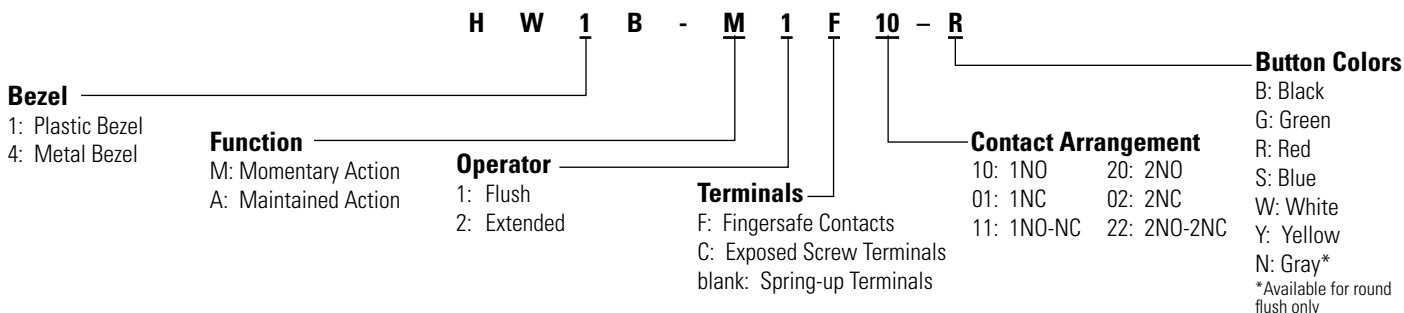 H W 1 B - M 1 F 10 – R
Bezel
1: Plastic Bezel
4: Metal Bezel
Function
M: Momentary Action
A: Maintained Action
Operator
1: Flush
2: Extended
Terminals
F: Fingersafe Contacts
C: Exposed Screw Terminals
blank: Spring-up Terminals
Contact Arrangement
10: 1NO 20: 2NO
01: 1NC 02: 2NC
11: 1NO-NC 22: 2NO-2NC
Button Colors
B: Black
G: Green
R: Red
S: Blue
W: White
Y: Yellow
N: Gray*
*Available for round
flush only